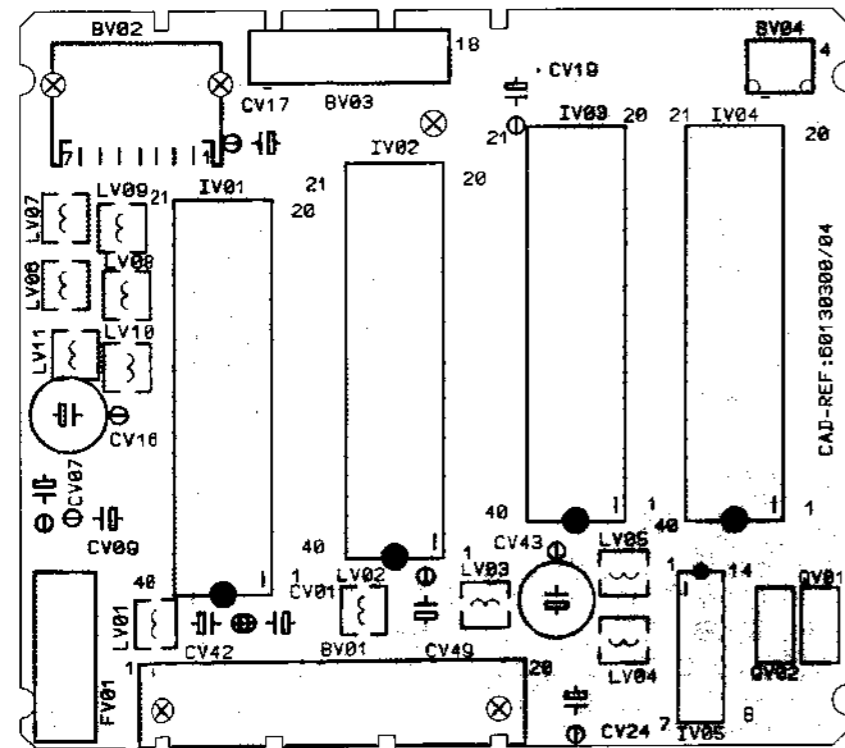 BV02
18
BV04
4
CV19
CV17
BV03
IV03
20
21
IV04
21
20
7
1
IV02
LV09
21
IV01
21
20
20
LV07
LV08
LV08
LV10
LV11
CAD-REF:60130300/04
CV16
CV07
CV09
40
1
40
1
40
1
CV43
LV05
40
1
CV01
LV02
LV03
1
14
QV01
LV01
CV42
BV01
CV49
1
20
LV04
QV02
FV01
CV24
7
IV05
8